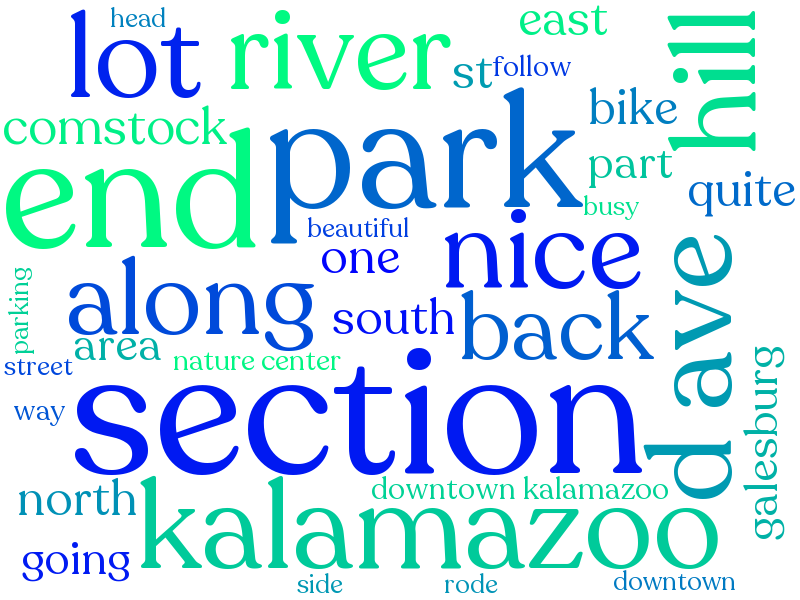 head
lot
river
east
st
follow
hill
comstock
bike
end
park
part
quite
busy
beautiful
nice
one
d ave
along
parking
south
back
area
nature center
street
section
galesburg
way
north
kalamazoo
downtown kalamazoo
going
side
rode
downtown